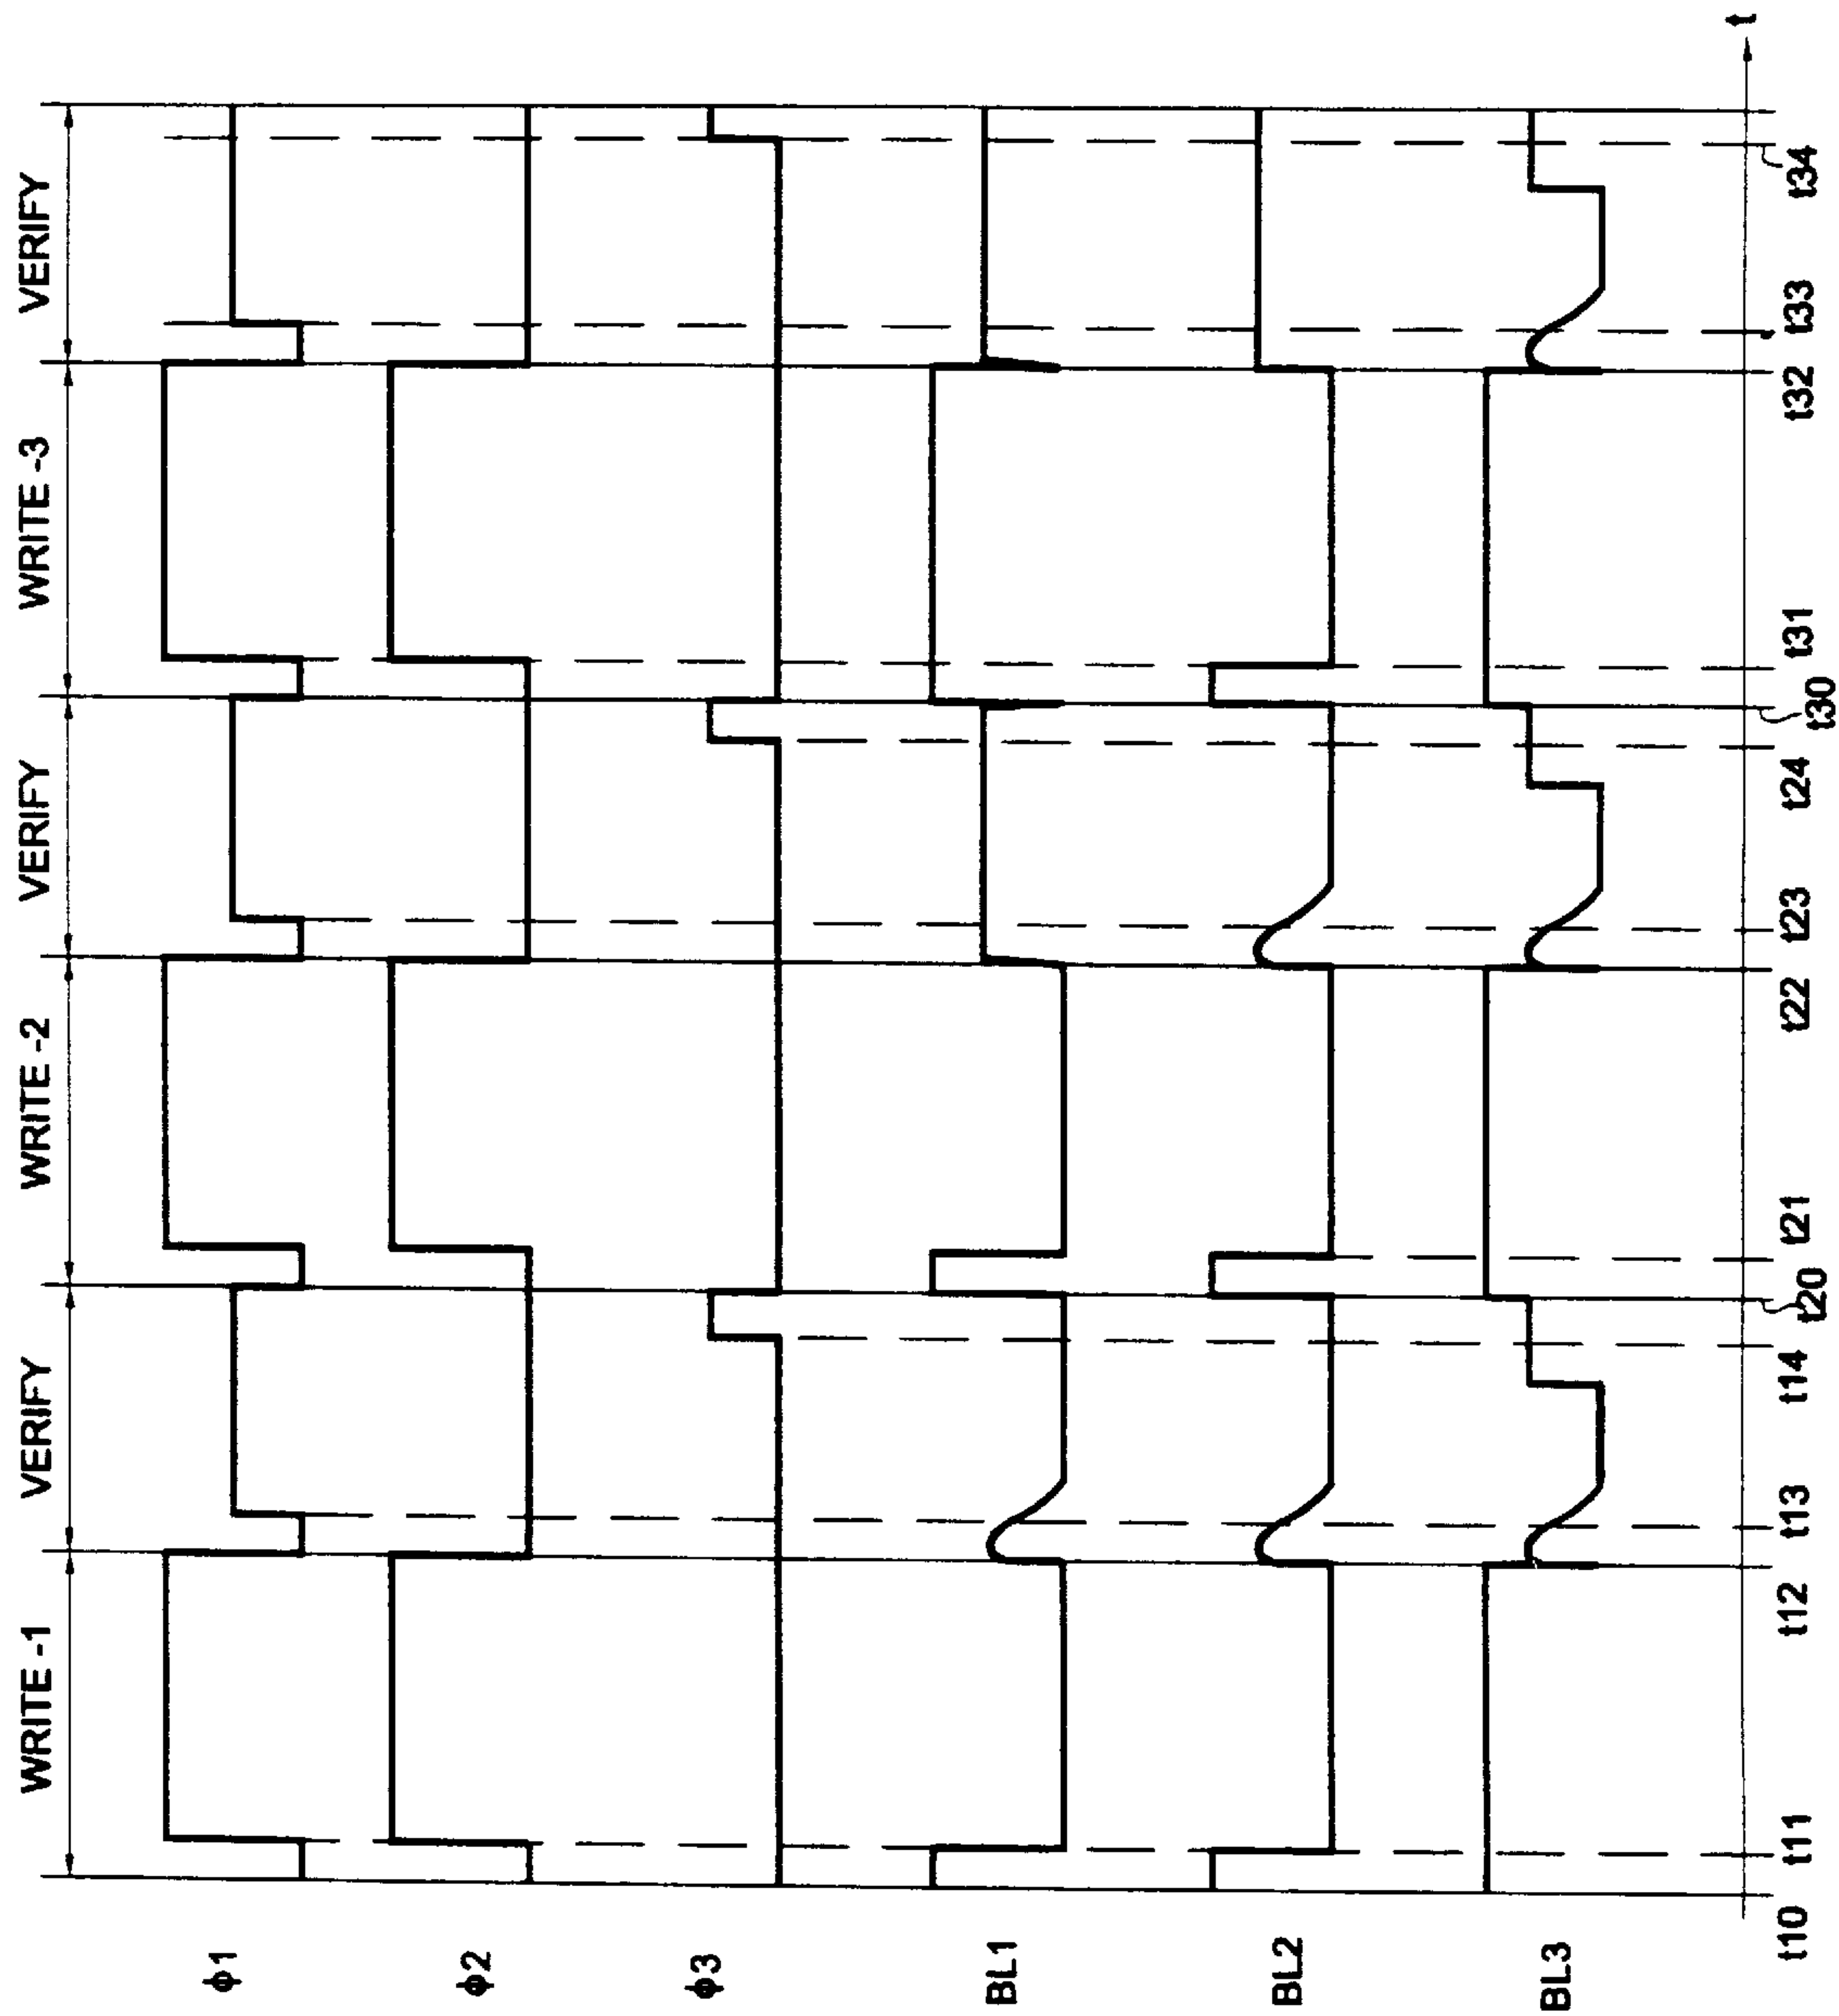 WRITE -1 VERIFY WRITE -2 VERIFY WRITE -3 VERIFY
ϕ1
ϕ2
ϕ3
BL1
BL2
BL3
t
t10 t11 t12 t13 t14 t20 t21 t22 t23 t24 t30 t31 t32 t33 t34